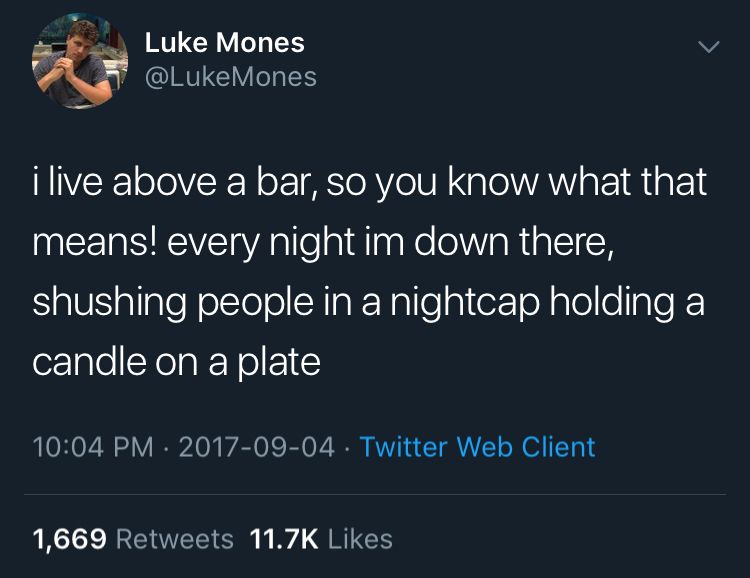 Luke Mones
@LukeMones
i live above a bar, so you know what that
means! every night im down there,
shushing people in a nightcap holding a
candle on a plate
10:04 PM · 2017-09-04 · Twitter Web Client
1,669 Retweets 11.7K Likes